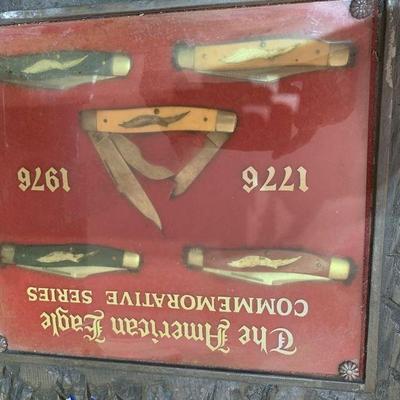 The American Eagle
COMMEMORATIVE SERIES
1776 1976